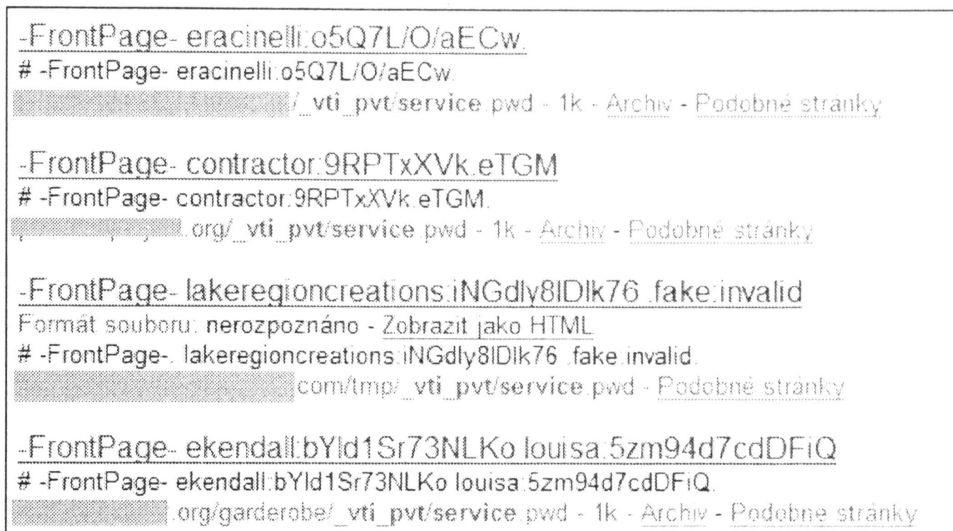 -FrontPage- eracinelli:o5Q7L/O/aECw.
# -FrontPage- eracinelli:o5Q7L/O/aECw.
/_vti_pvt/service.pwd - 1k - Archiv - Podobné stránky
-FrontPage- contractor:9RPTxXVk.eTGM
# -FrontPage- contractor:9RPTxXVk.eTGM.
.org/_vti_pvt/service.pwd - 1k - Archiv - Podobné stránky
-FrontPage- lakeregioncreations:iNGdly8lDlk76 .fake:invalid
Formát souboru: nerozpoznáno - Zobrazit jako HTML
# -FrontPage-. lakeregioncreations:iNGdly8lDlk76 .fake:invalid.
com/tmp/_vti_pvt/service.pwd - Podobné stránky
-FrontPage- ekendall:bYld1Sr73NLKo louisa:5zm94d7cdDFiQ
# -FrontPage- ekendall:bYld1Sr73NLKo louisa:5zm94d7cdDFiQ.
.org/garderobe/_vti_pvt/service.pwd - 1k - Archiv - Podobne stránky